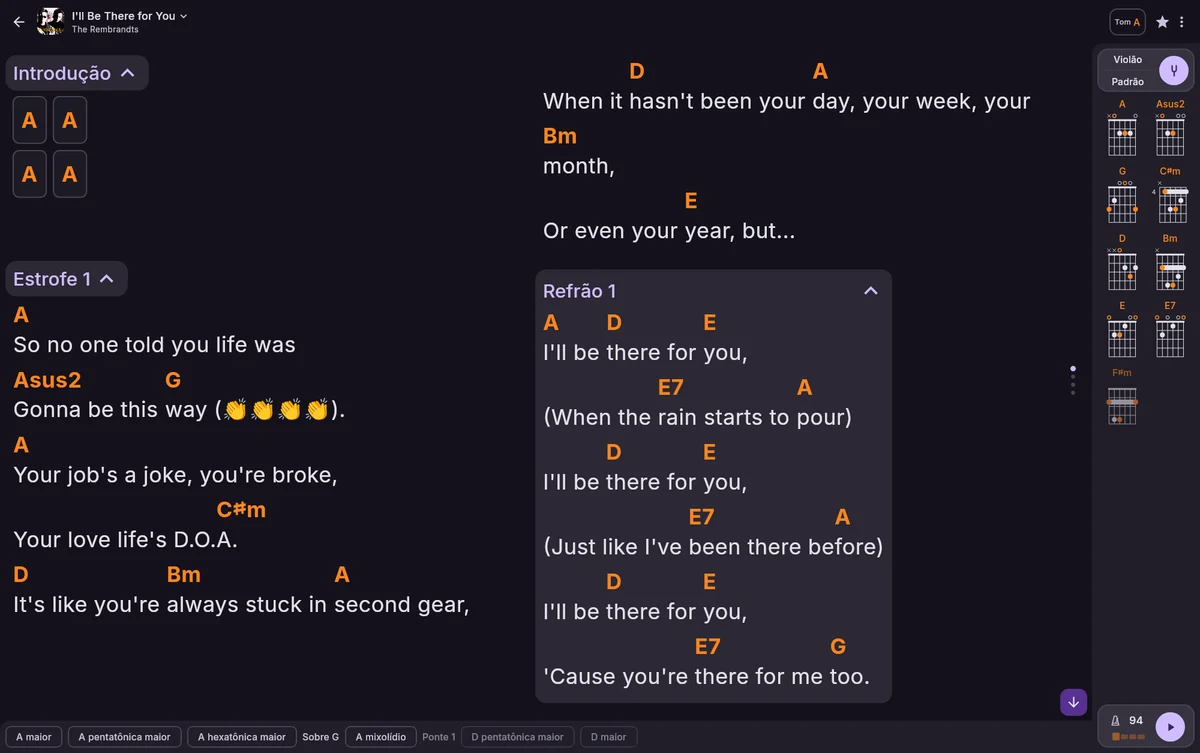 I'll Be There for You
The Rembrandts
Tom A
Introdução
A A
A A
Estrofe 1
A
So no one told you life was
Asus2 G
Gonna be this way (👏👏👏👏).
A
Your job's a joke, you're broke,
C#m
Your love life's D.O.A.
D Bm A
It's like you're always stuck in second gear,
D A
When it hasn't been your day, your week, your
Bm
month,
E
Or even your year, but...
Refrão 1
A D E
I'll be there for you,
E7 A
(When the rain starts to pour)
D E
I'll be there for you,
E7 A
(Just like I've been there before)
D E
I'll be there for you,
E7 G
'Cause you're there for me too.
Violão
Padrão
A Asus2
G C#m
4
D Bm
E E7
F#m
94
A maior A pentatônica maior A hexatônica maior Sobre G A mixolídio Ponte 1 D pentatônica maior D maior